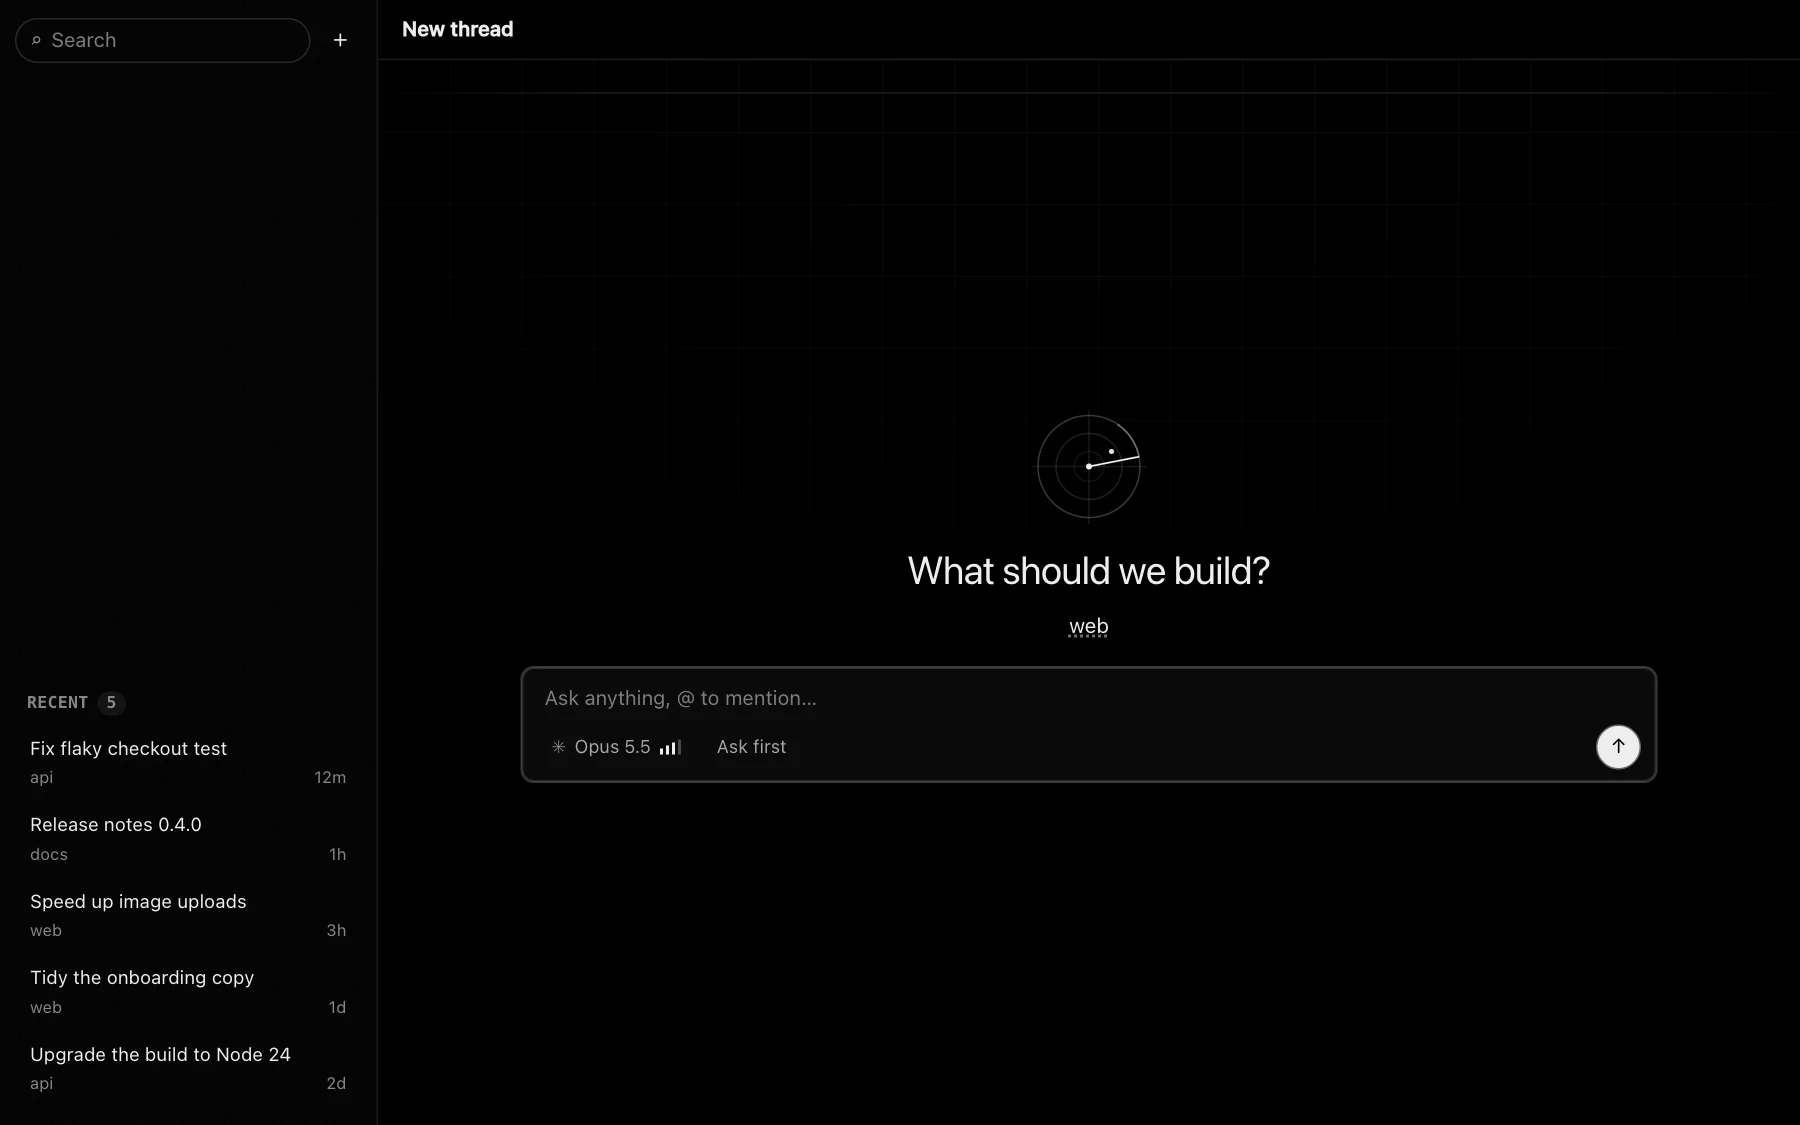 Search
+
New thread
What should we build?
web
Ask anything, @ to mention...
Opus 5.5
Ask first
RECENT 5
Fix flaky checkout test
api 12m
Release notes 0.4.0
docs 1h
Speed up image uploads
web 3h
Tidy the onboarding copy
web 1d
Upgrade the build to Node 24
api 2d